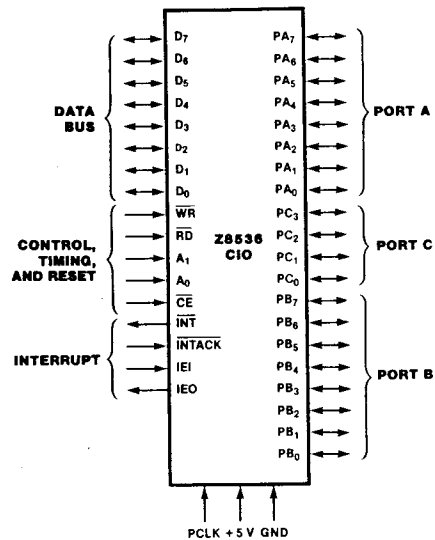 DATA BUS
CONTROL, TIMING, AND RESET
INTERRUPT
D7
D6
D5
D4
D3
D2
D1
D0
WR
RD
A1
A0
CE
INT
INTACK
IEI
IEO
Z8536
CIO
PA7
PA6
PA5
PA4
PA3
PA2
PA1
PA0
PC3
PC2
PC1
PC0
PB7
PB6
PB5
PB4
PB3
PB2
PB1
PB0
PORT A
PORT C
PORT B
PCLK +5 V GND